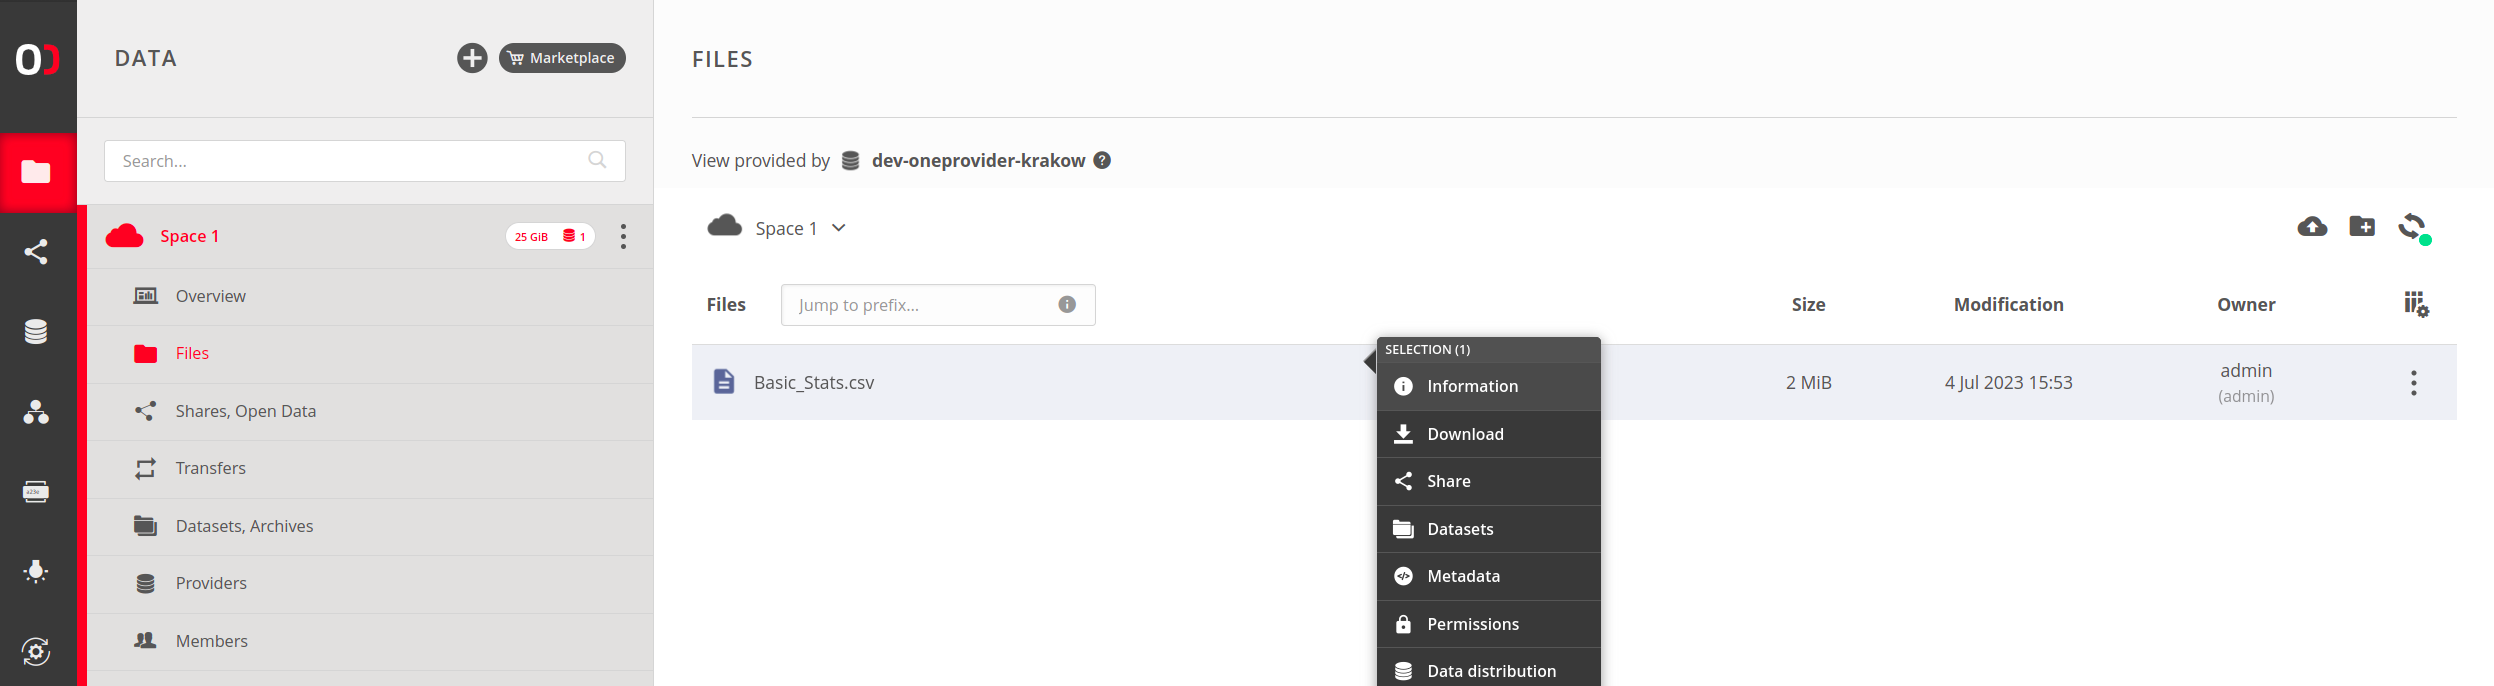 DATA
Marketplace
Search...
Space 1
25 GiB 1
Overview
Files
Shares, Open Data
Transfers
Datasets, Archives
Providers
Members
FILES
View provided by dev-oneprovider-krakow
Space 1
Files
Jump to prefix...
Size Modification Owner
Basic_Stats.csv
2 MiB 4 Jul 2023 15:53 admin
(admin)
SELECTION (1)
Information
Download
Share
Datasets
Metadata
Permissions
Data distribution